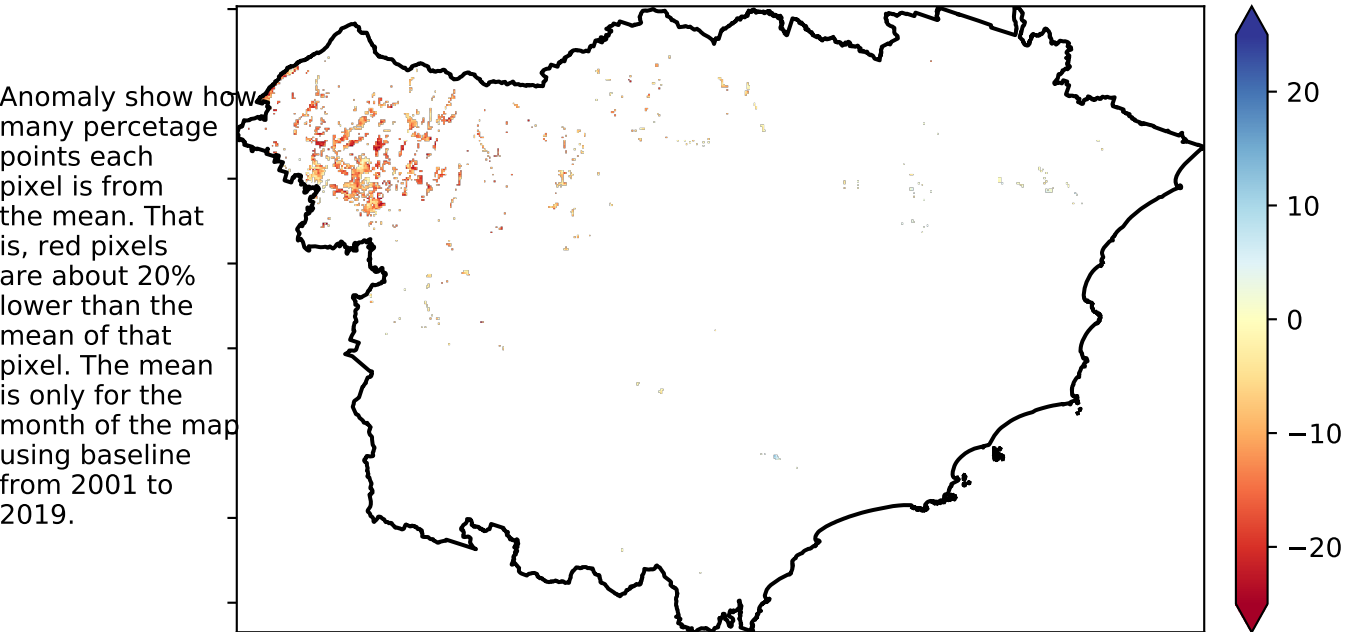 Anomaly show how
many percetage
points each
pixel is from
the mean. That
is, red pixels
are about 20%
lower than the
mean of that
pixel. The mean
is only for the
month of the map
using baseline
from 2001 to
2019.
20
10
0
−10
−20